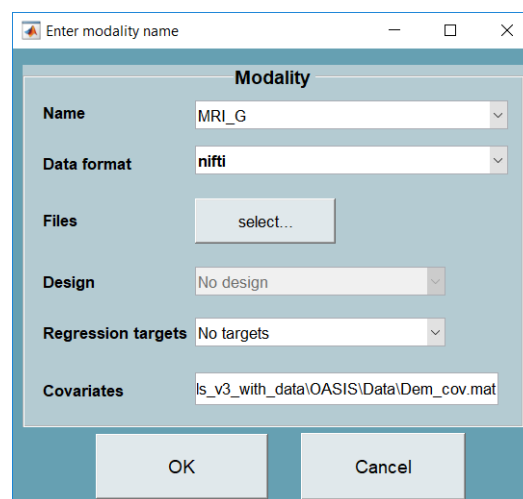 Enter modality name
Modality
Name
MRI_G
Data format
nifti
Files
select...
Design
No design
Regression targets
No targets
Covariates
ls_v3_with_data\OASIS\Data\Dem_cov.mat
OK
Cancel